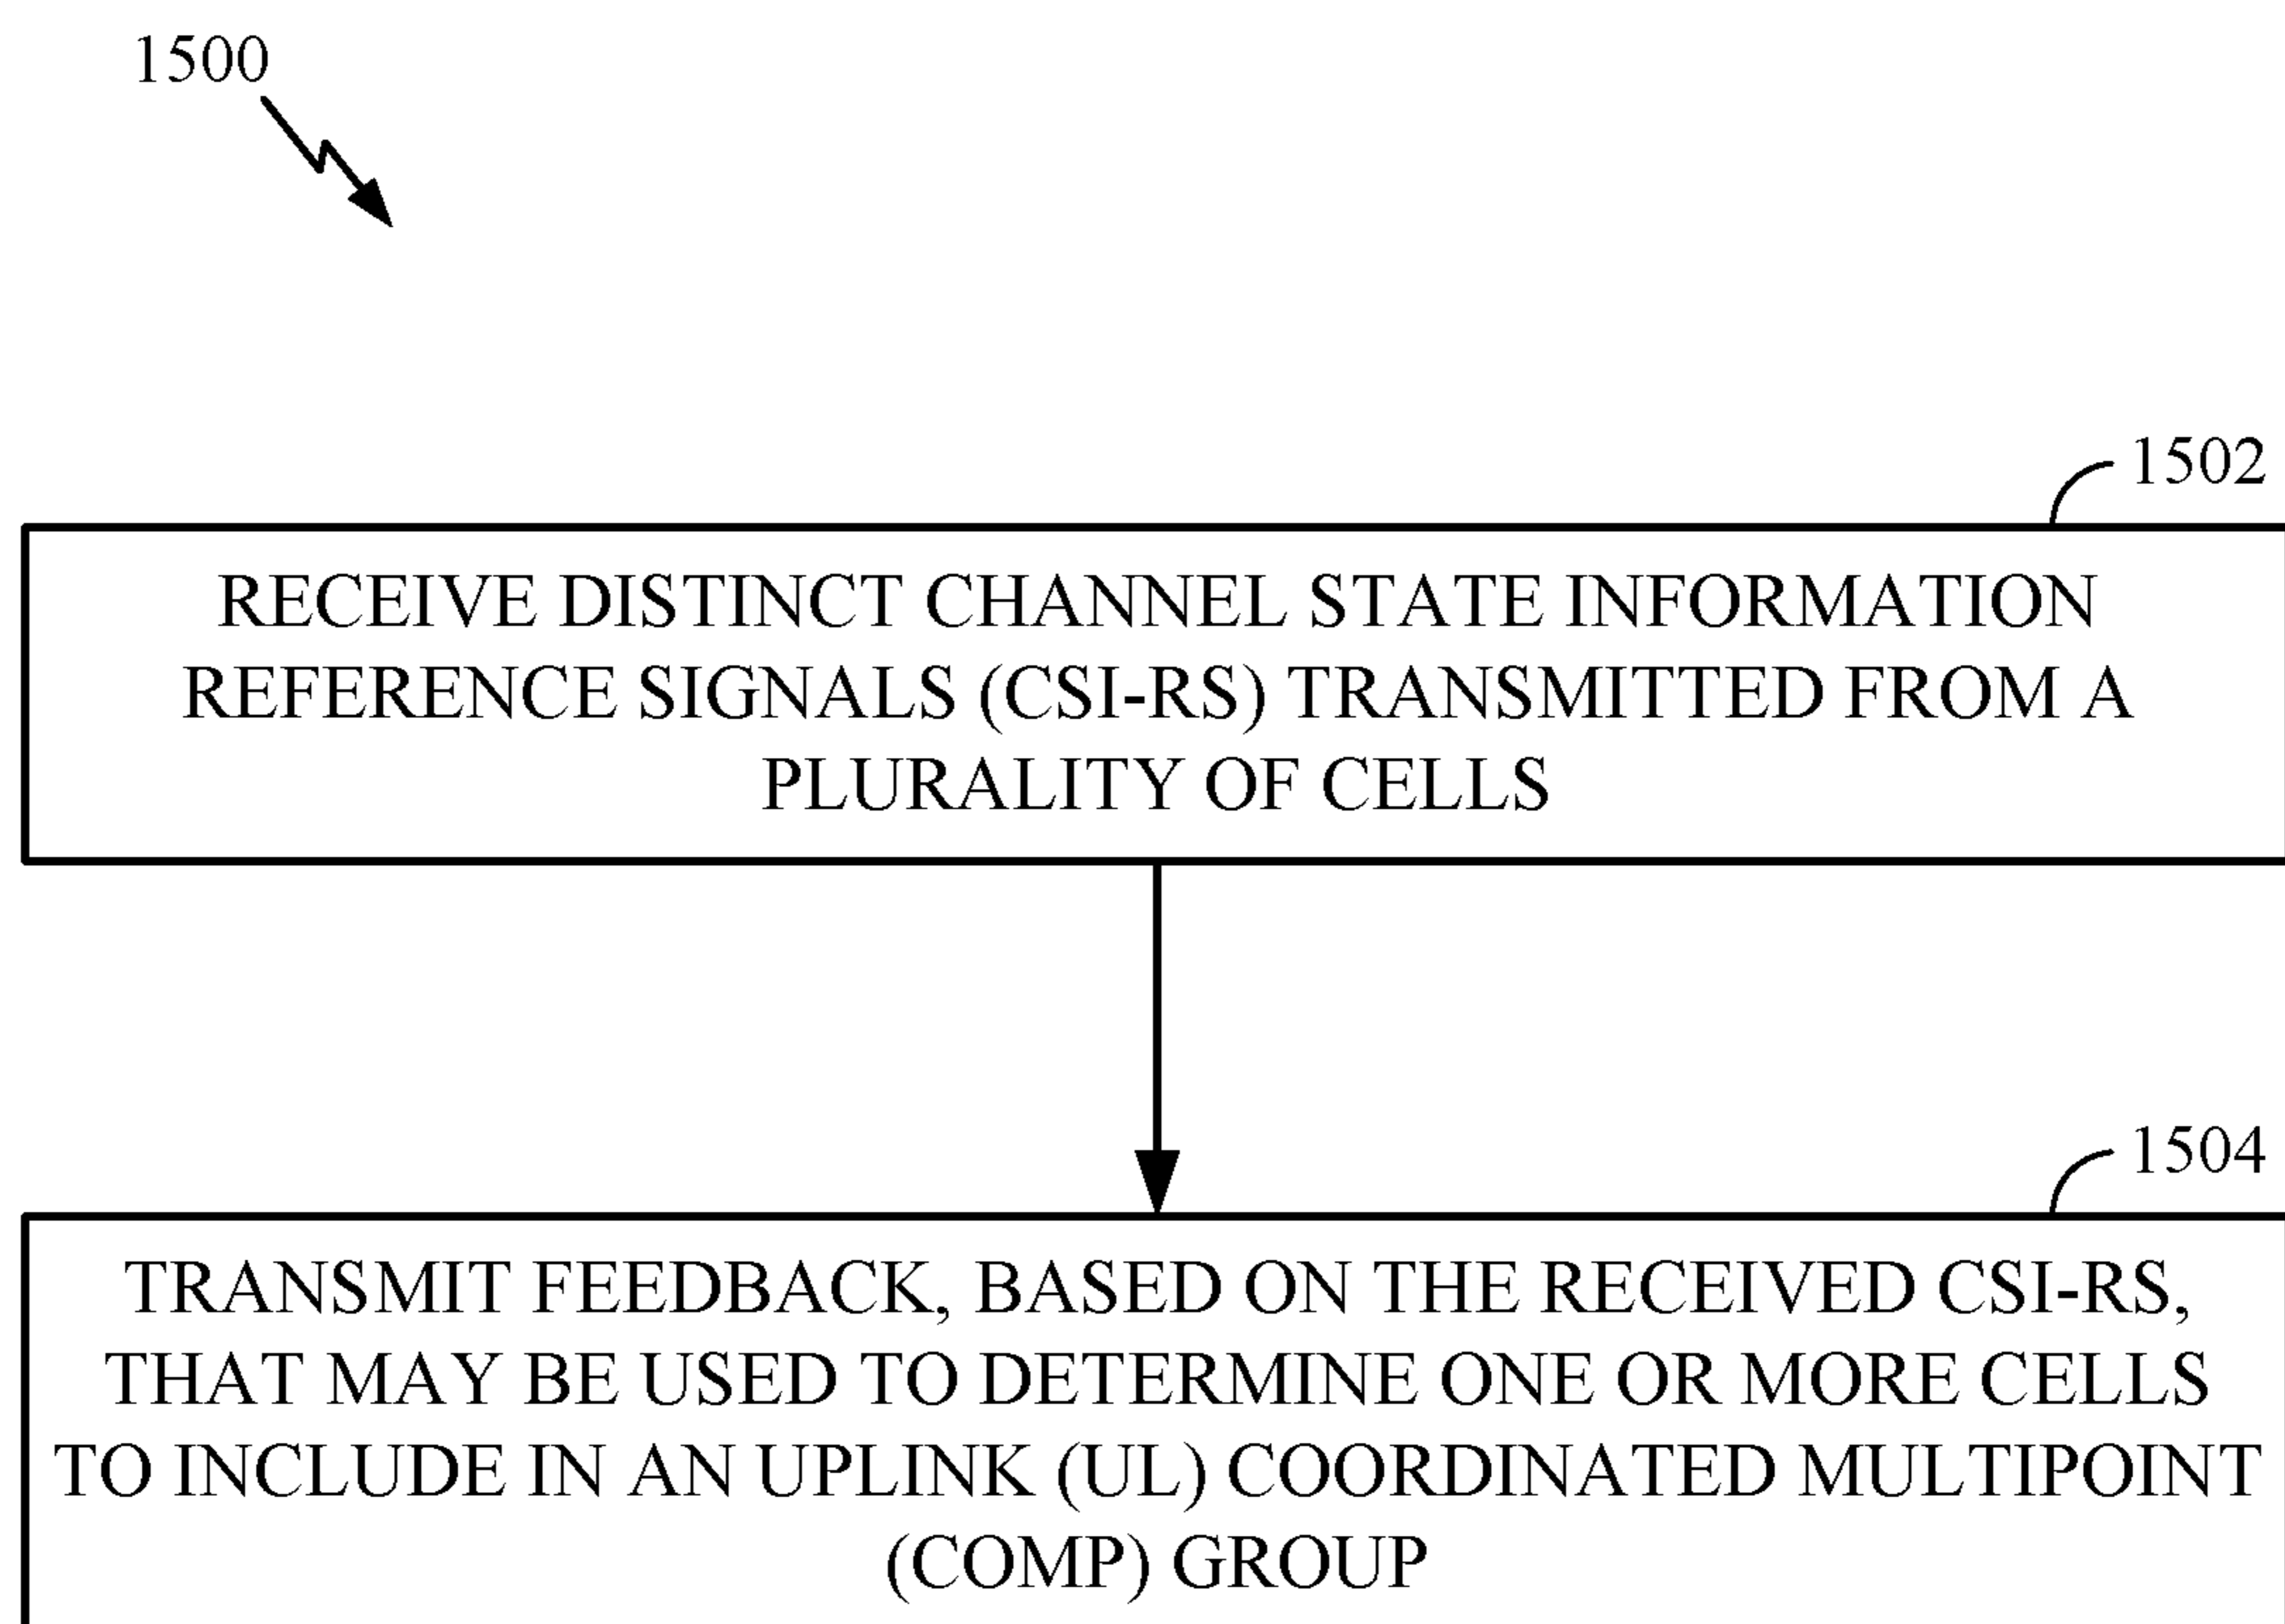 1500
1502
RECEIVE DISTINCT CHANNEL STATE INFORMATION
REFERENCE SIGNALS (CSI-RS) TRANSMITTED FROM A
PLURALITY OF CELLS
1504
TRANSMIT FEEDBACK, BASED ON THE RECEIVED CSI-RS,
THAT MAY BE USED TO DETERMINE ONE OR MORE CELLS
TO INCLUDE IN AN UPLINK (UL) COORDINATED MULTIPOINT
(COMP) GROUP